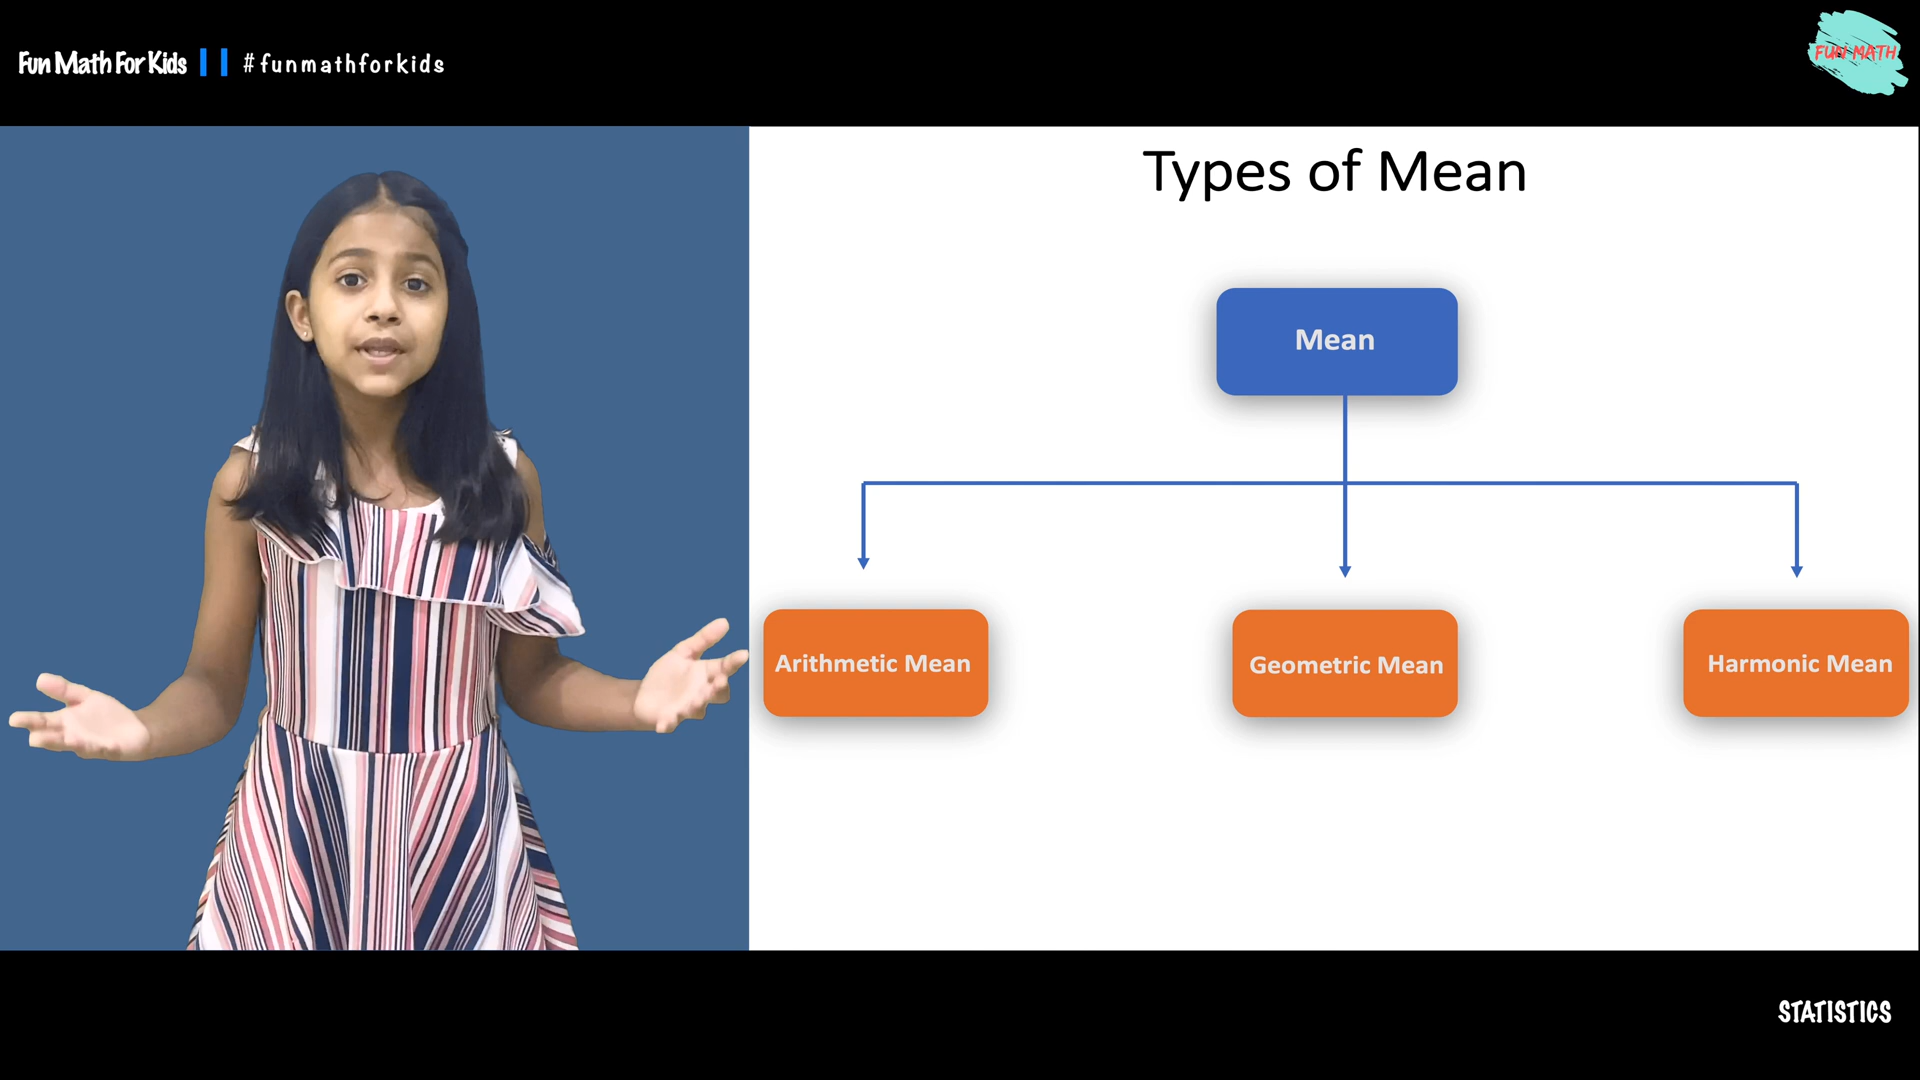 Fun Math For Kids
#funmathforkids
FUN MATH
Types of Mean
Mean
Arithmetic Mean
Geometric Mean
Harmonic Mean
STATISTICS